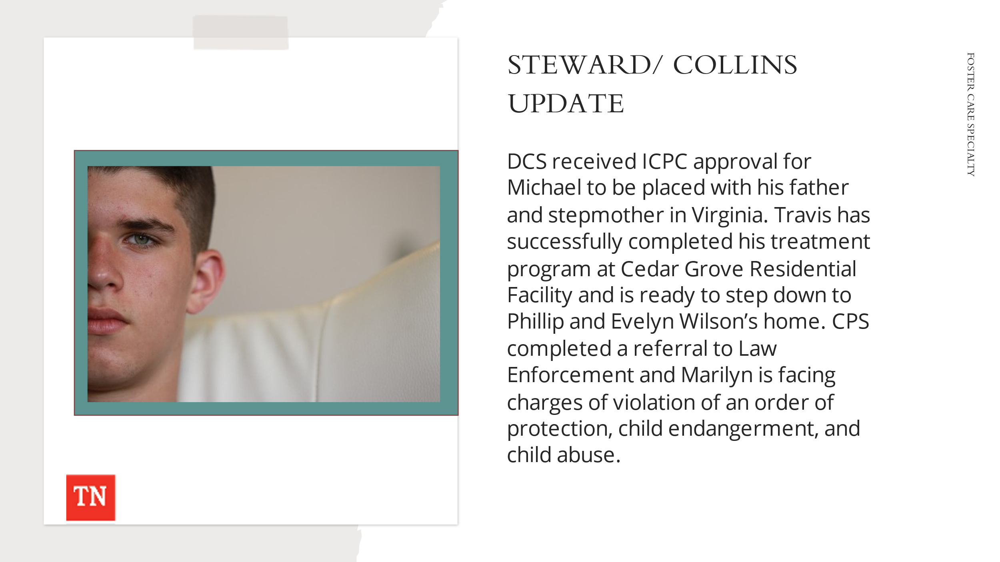 STEWARD/ COLLINS
UPDATE
DCS received ICPC approval for
Michael to be placed with his father
and stepmother in Virginia. Travis has
successfully completed his treatment
program at Cedar Grove Residential
Facility and is ready to step down to
Phillip and Evelyn Wilson’s home. CPS
completed a referral to Law
Enforcement and Marilyn is facing
charges of violation of an order of
protection, child endangerment, and
child abuse.
FOSTER CARE SPECIALTY
TN